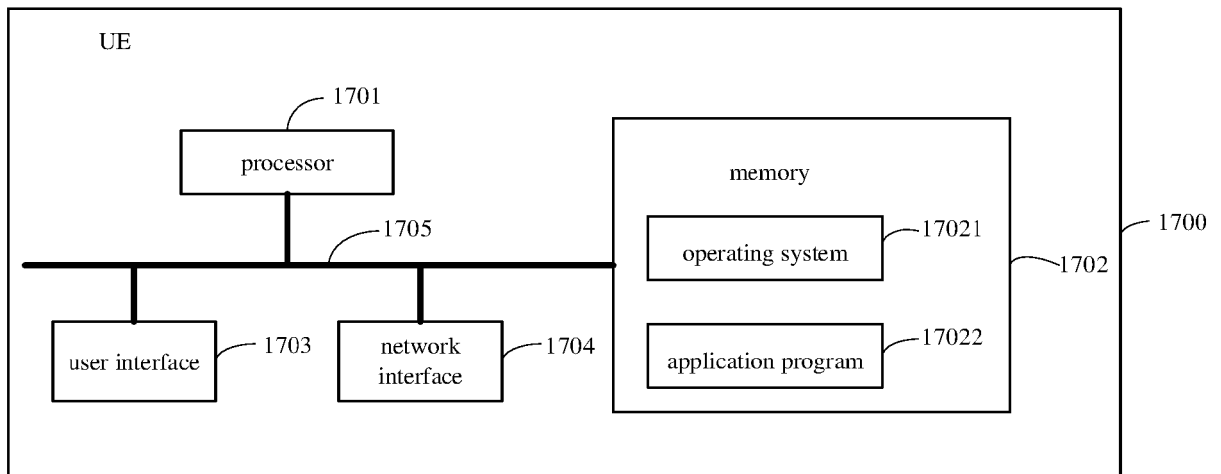 UE
1701
processor
memory
1705
17021
operating system
1700
1702
user interface
1703
network
interface
1704
17022
application program